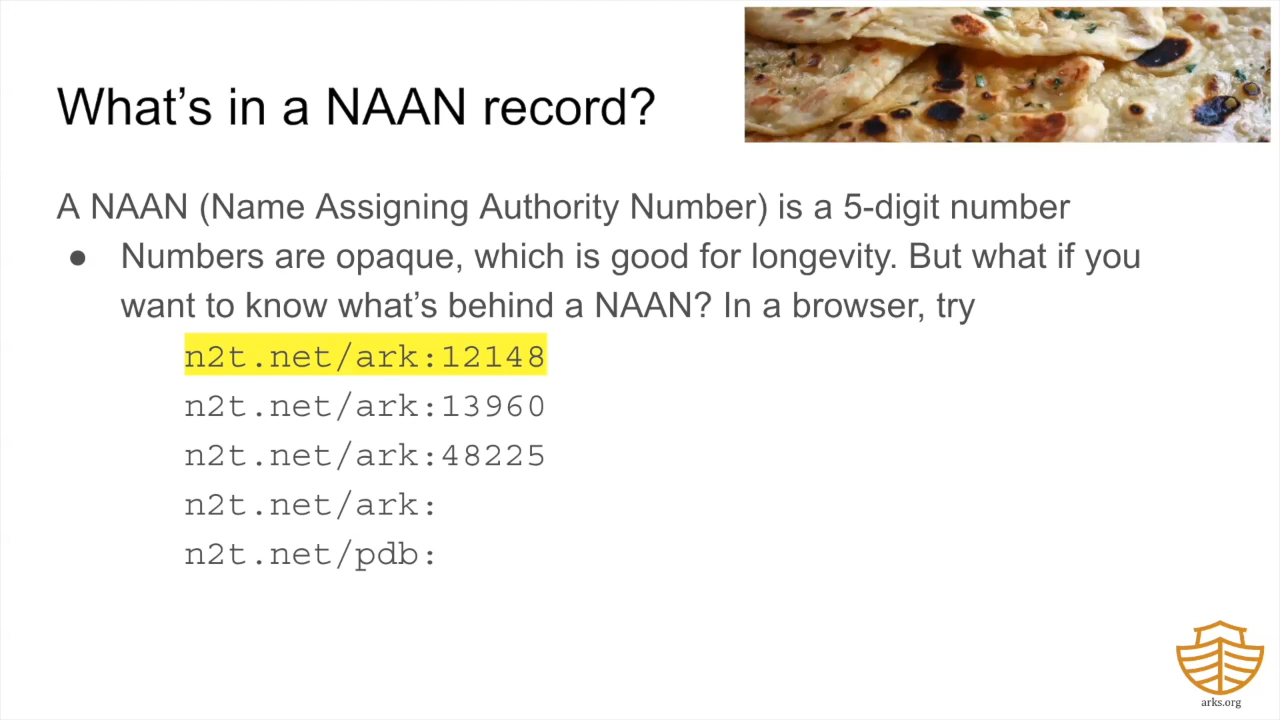 What's in a NAAN record?
A NAAN (Name Assigning Authority Number) is a 5-digit number
● Numbers are opaque, which is good for longevity. But what if you
want to know what's behind a NAAN? In a browser, try
n2t.net/ark:12148
n2t.net/ark:13960
n2t.net/ark:48225
n2t.net/ark:
n2t.net/pdb:
arks.org